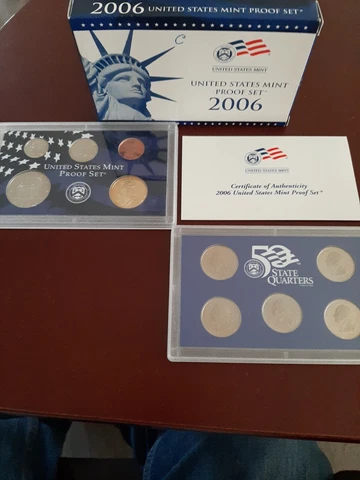 2006 UNITED STATES MINT PROOF SET®
C
UNITED STATES MINT
UNITED STATES MINT
PROOF SET®
2006
UNITED STATES MINT
PROOF SET®
UNITED STATES MINT
Certificate of Authenticity
2006 United States Mint Proof Set®
50
STATE
QUARTERS